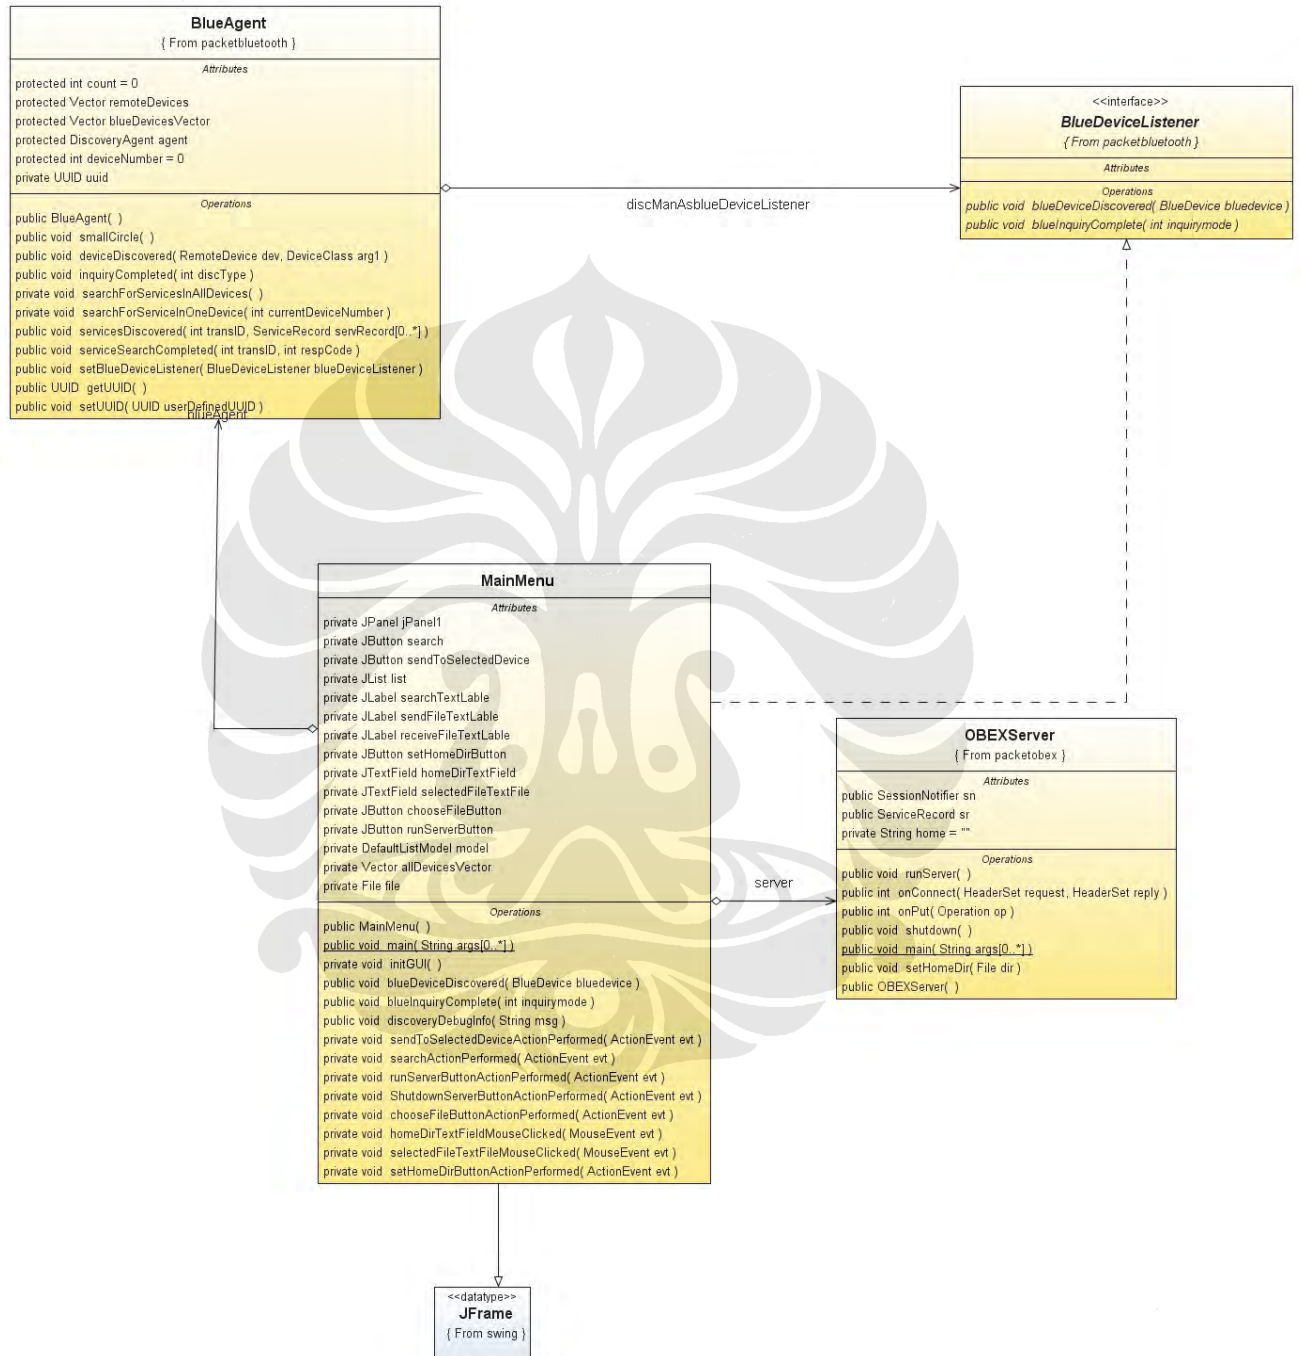 BlueAgent
{ From packetbluetooth }
Attributes
protected int count = 0
protected Vector remoteDevices
protected Vector blueDevicesVector
protected DiscoveryAgent agent
protected int deviceNumber = 0
private UUID uuid
Operations
public BlueAgent( )
public void smallCircle( )
public void deviceDiscovered( RemoteDevice dev, DeviceClass arg1 )
public void inquiryCompleted( int discType )
private void searchForServicesInAllDevices( )
private void searchForServiceInOneDevice( int currentDeviceNumber )
public void servicesDiscovered( int transID, ServiceRecord servRecord[0..*] )
public void serviceSearchCompleted( int transID, int respCode )
public void setBlueDeviceListener( BlueDeviceListener blueDeviceListener )
public UUID getUUID( )
public void setUUID( UUID userDefinedUUID )
blueAgent
discManAsblueDeviceListener
<<interface>>
BlueDeviceListener
{ From packetbluetooth }
Attributes
Operations
public void blueDeviceDiscovered( BlueDevice bluedevice )
public void blueInquiryComplete( int inquirymode )
MainMenu
Attributes
private JPanel jPanel1
private JButton search
private JButton sendToSelectedDevice
private JList list
private JLabel searchTextLable
private JLabel sendFileTextLable
private JLabel receiveFileTextLable
private JButton setHomeDirButton
private JTextField homeDirTextField
private JTextField selectedFileTextFile
private JButton chooseFileButton
private JButton runServerButton
private DefaultListModel model
private Vector allDevicesVector
private File file
Operations
public MainMenu( )
public void main( String args[0..*] )
private void initGUI( )
public void blueDeviceDiscovered( BlueDevice bluedevice )
public void blueInquiryComplete( int inquirymode )
public void discoveryDebugInfo( String msg )
private void sendToSelectedDeviceActionPerformed( ActionEvent evt )
private void searchActionPerformed( ActionEvent evt )
private void runServerButtonActionPerformed( ActionEvent evt )
private void ShutdownServerButtonActionPerformed( ActionEvent evt )
private void chooseFileButtonActionPerformed( ActionEvent evt )
private void homeDirTextFieldMouseClicked( MouseEvent evt )
private void selectedFileTextFileMouseClicked( MouseEvent evt )
private void setHomeDirButtonActionPerformed( ActionEvent evt )
server
OBEXServer
{ From packetobex }
Attributes
public SessionNotifier sn
public ServiceRecord sr
private String home = ""
Operations
public void runServer( )
public int onConnect( HeaderSet request, HeaderSet reply )
public int onPut( Operation op )
public void shutdown( )
public void main( String args[0..*] )
public void setHomeDir( File dir )
public OBEXServer( )
<<datatype>>
JFrame
{ From swing }